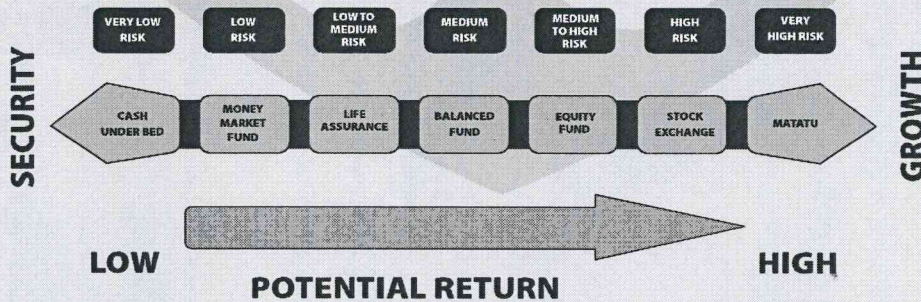 VERY LOW
RISK
LOW
RISK
LOW TO
MEDIUM
RISK
MEDIUM
RISK
MEDIUM
TO HIGH
RISK
HIGH
RISK
VERY
HIGH RISK
SECURITY
CASH
UNDER BED
MONEY
MARKET
FUND
LIFE
ASSURANCE
BALANCED
FUND
EQUITY
FUND
STOCK
EXCHANGE
MATATU
GROWTH
LOW
HIGH
POTENTIAL RETURN